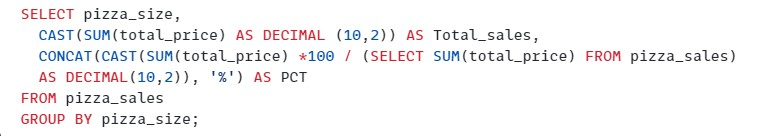 SELECT pizza_size,
CAST(SUM(total_price) AS DECIMAL (10,2)) AS Total_sales,
CONCAT(CAST(SUM(total_price) *100 / (SELECT SUM(total_price) FROM pizza_sales)
AS DECIMAL(10,2)), '%') AS PCT
FROM pizza_sales
GROUP BY pizza_size;